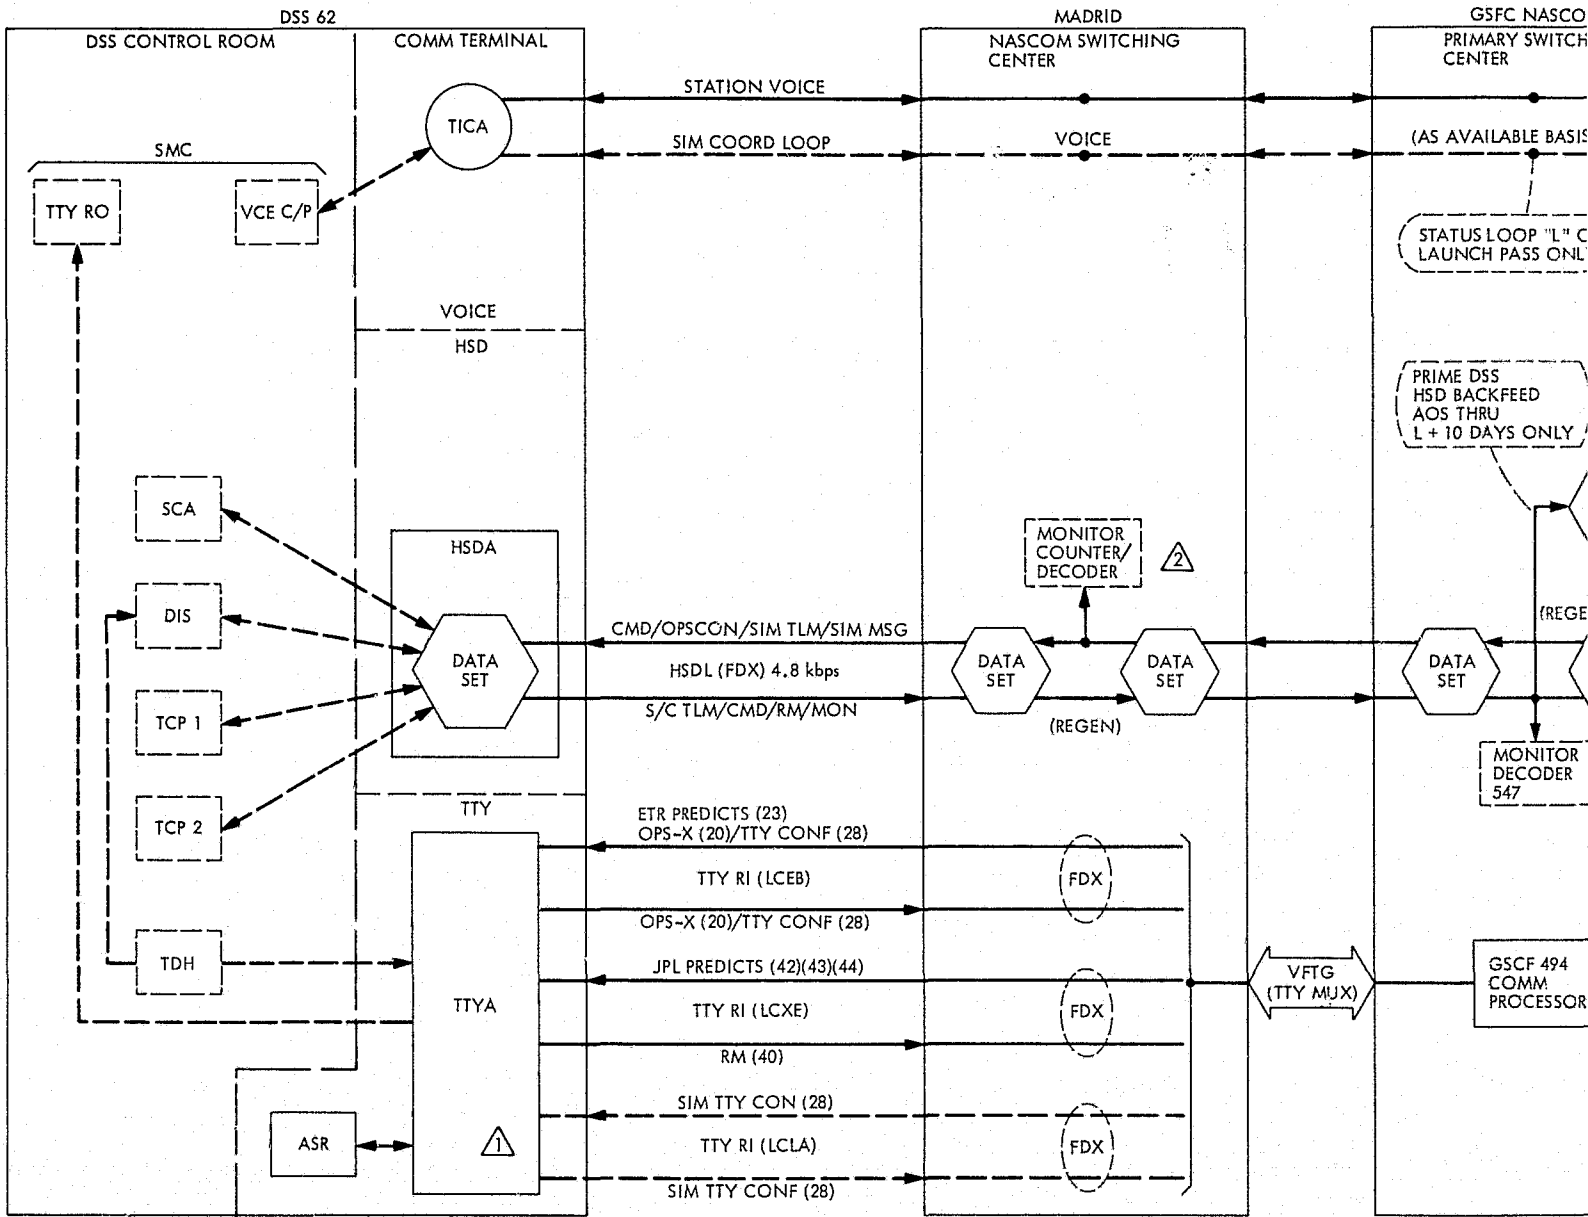 DSS 62
DSS CONTROL ROOM
COMM TERMINAL
MADRID
NASCOM SWITCHING
CENTER
GSFC NASCO
PRIMARY SWITCH
CENTER
STATION VOICE
TICA
SIM COORD LOOP
VOICE
(AS AVAILABLE BASIS
SMC
TTY RO
VCE C/P
STATUS LOOP "L" C
LAUNCH PASS ONLY
VOICE
HSD
PRIME DSS
HSD BACKFEED
AOS THRU
L + 10 DAYS ONLY
SCA
HSDA
MONITOR
COUNTER/
DECODER
2
DIS
CMD/OPSCON/SIM TLM/SIM MSG
(REGE
DATA
SET
HSDL (FDX) 4.8 kbps
DATA
SET
DATA
SET
DATA
SET
TCP 1
S/C TLM/CMD/RM/MON
(REGEN)
MONITOR
DECODER
547
TTY
TCP 2
ETR PREDICTS (23)
OPS-X (20)/TTY CONF (28)
TTY RI (LCEB)
FDX
OPS-X (20)/TTY CONF (28)
TDH
JPL PREDICTS (42)(43)(44)
TTYA
TTY RI (LCXE)
FDX
VFTG
(TTY MUX)
GSCF 494
COMM
PROCESSOR
RM (40)
SIM TTY CON (28)
ASR
1
TTY RI (LCLA)
FDX
SIM TTY CONF (28)